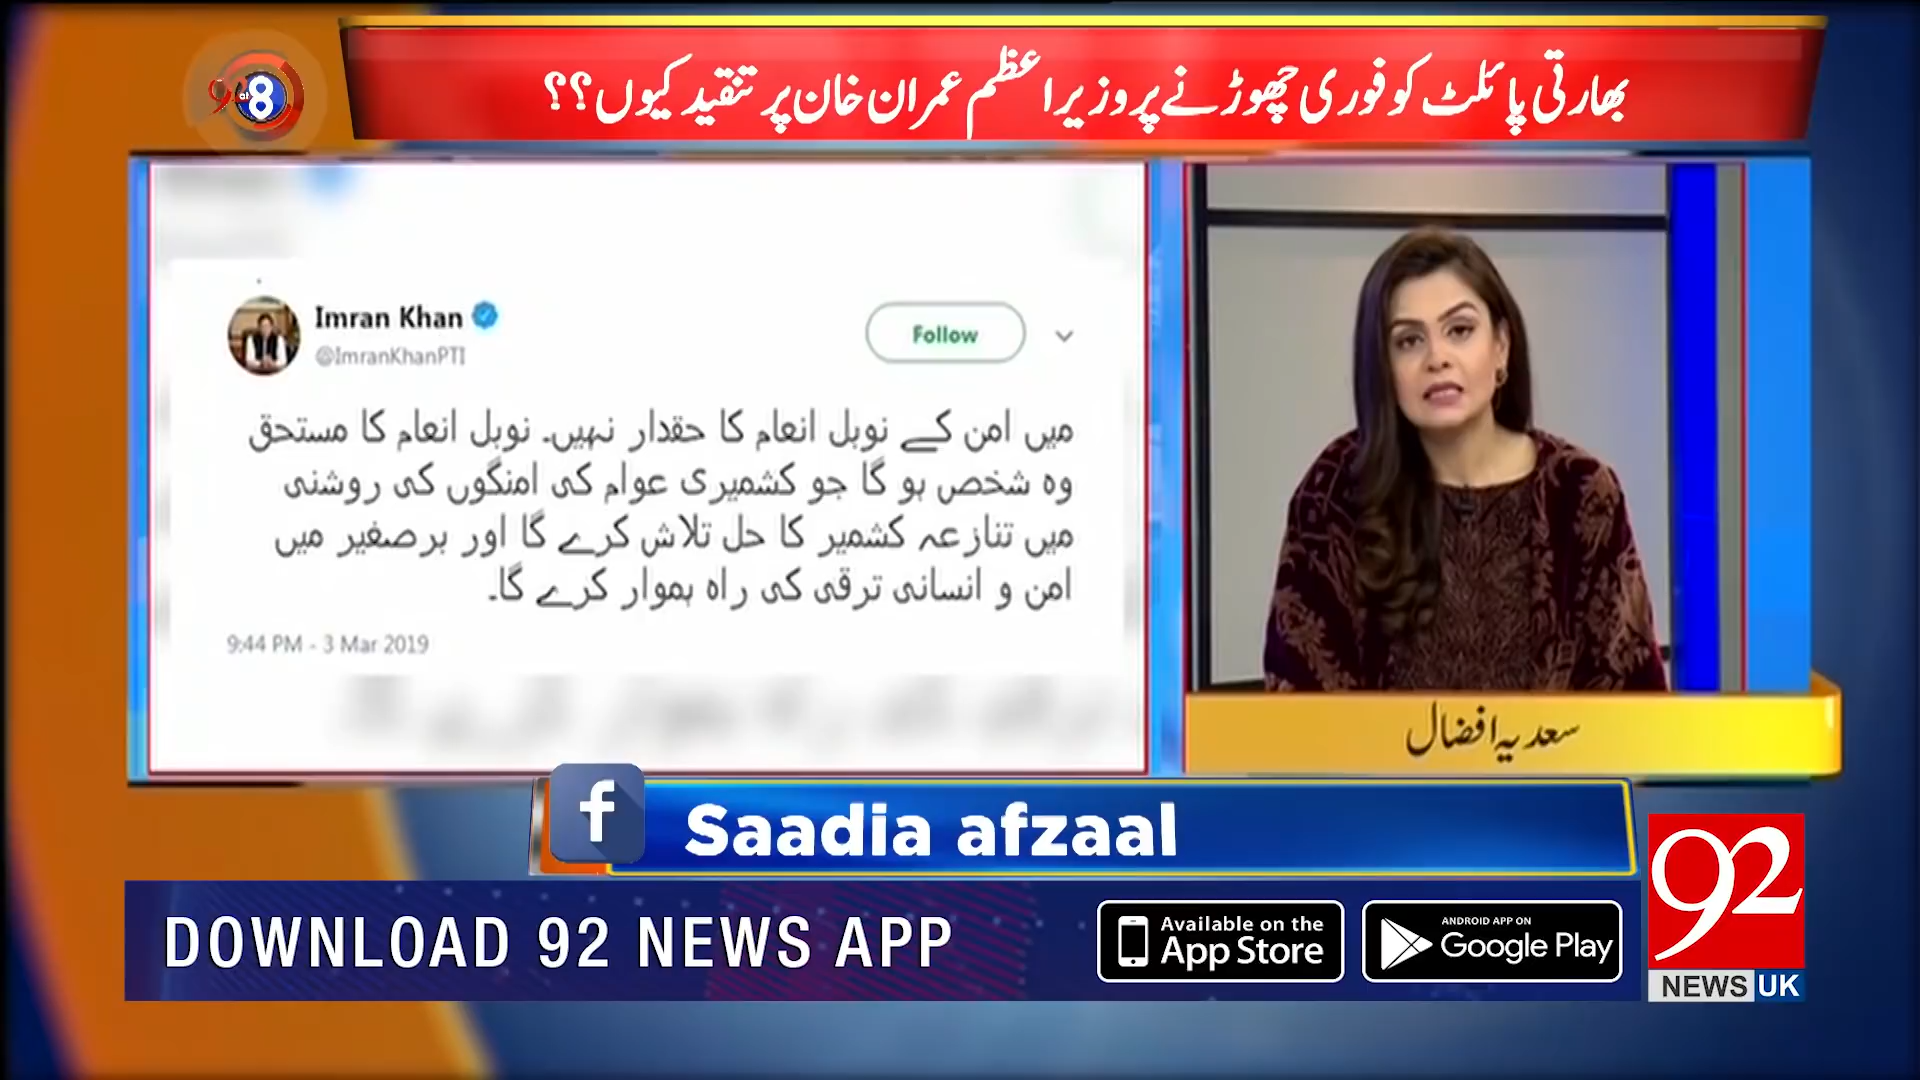 92 at 8
بھارتی پائلٹ کو فوری چھوڑنے پر وزیراعظم عمران خان پر تنقید کیوں؟؟
Imran Khan
@ImranKhanPTI
Follow
میں امن کے نوبل انعام کا حقدار نہیں۔ نوبل انعام کا مستحق
وہ شخص ہو گا جو کشمیری عوام کی امنگوں کی روشنی
میں تنازعہ کشمیر کا حل تلاش کرے گا اور برصغیر میں
امن و انسانی ترقی کی راہ ہموار کرے گا۔
9:44 PM - 3 Mar 2019
سعدیہ افضال
f Saadia afzaal
DOWNLOAD 92 NEWS APP
Available on the
App Store
ANDROID APP ON
Google Play
92
NEWS UK